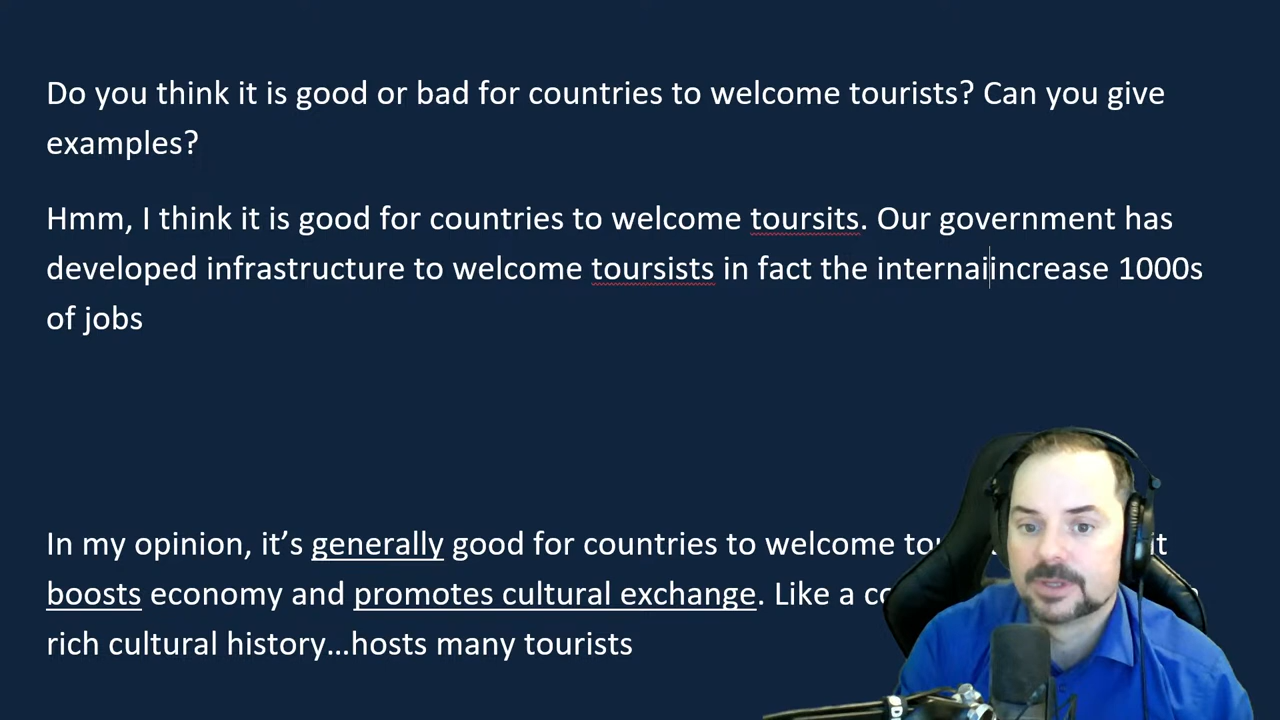 Do you think it is good or bad for countries to welcome tourists? Can you give
examples?
Hmm, I think it is good for countries to welcome toursits. Our government has
developed infrastructure to welcome toursists in fact the internaiincrease 1000s
of jobs
In my opinion, it’s generally good for countries to welcome it
boosts economy and promotes cultural exchange. Like a
rich cultural history…hosts many tourists